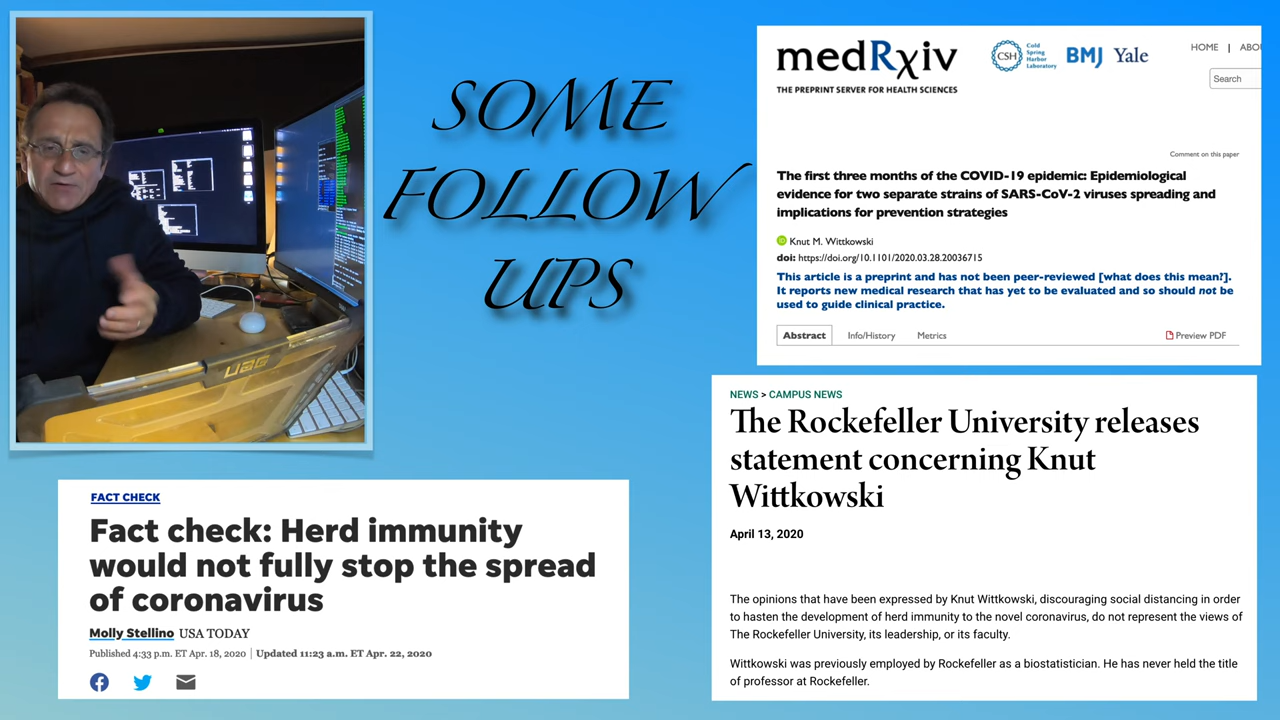 SOME
FOLLOW
UPS
UAG
medRxiv
THE PREPRINT SERVER FOR HEALTH SCIENCES
CSH
Cold
Spring
Harbor
Laboratory
BMJ Yale
HOME | ABOU
Search
Comment on this paper
The first three months of the COVID-19 epidemic: Epidemiological
evidence for two separate strains of SARS-CoV-2 viruses spreading and
implications for prevention strategies
iD Knut M. Wittkowski
doi: https://doi.org/10.1101/2020.03.28.20036715
This article is a preprint and has not been peer-reviewed [what does this mean?].
It reports new medical research that has yet to be evaluated and so should not be
used to guide clinical practice.
Abstract Info/History Metrics Preview PDF
NEWS > CAMPUS NEWS
The Rockefeller University releases
statement concerning Knut
Wittkowski
April 13, 2020
The opinions that have been expressed by Knut Wittkowski, discouraging social distancing in order
to hasten the development of herd immunity to the novel coronavirus, do not represent the views of
The Rockefeller University, its leadership, or its faculty.
Wittkowski was previously employed by Rockefeller as a biostatistician. He has never held the title
of professor at Rockefeller.
FACT CHECK
Fact check: Herd immunity
would not fully stop the spread
of coronavirus
Molly Stellino USA TODAY
Published 4:33 p.m. ET Apr. 18, 2020 | Updated 11:23 a.m. ET Apr. 22, 2020